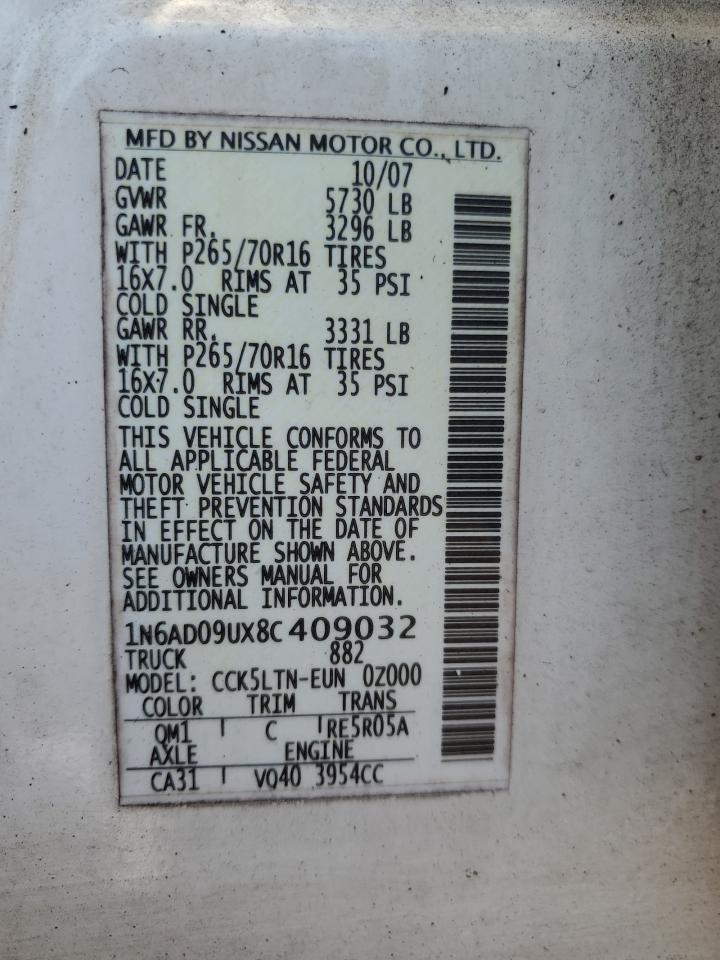 MFD BY NISSAN MOTOR CO., LTD.
DATE 10/07
GVWR 5730 LB
GAWR FR. 3296 LB
WITH P265/70R16 TIRES
16X7.0 RIMS AT 35 PSI
COLD SINGLE
GAWR RR. 3331 LB
WITH P265/70R16 TIRES
16X7.0 RIMS AT 35 PSI
COLD SINGLE
THIS VEHICLE CONFORMS TO
ALL APPLICABLE FEDERAL
MOTOR VEHICLE SAFETY AND
THEFT PREVENTION STANDARDS
IN EFFECT ON THE DATE OF
MANUFACTURE SHOWN ABOVE.
SEE OWNERS MANUAL FOR
ADDITIONAL INFORMATION.
1N6AD09UX8C409032
TRUCK 882
MODEL: CCK5LTN-EUN 0Z000
COLOR TRIM TRANS
QM1 C RE5R05A
AXLE ENGINE
CA31 VQ40 3954CC